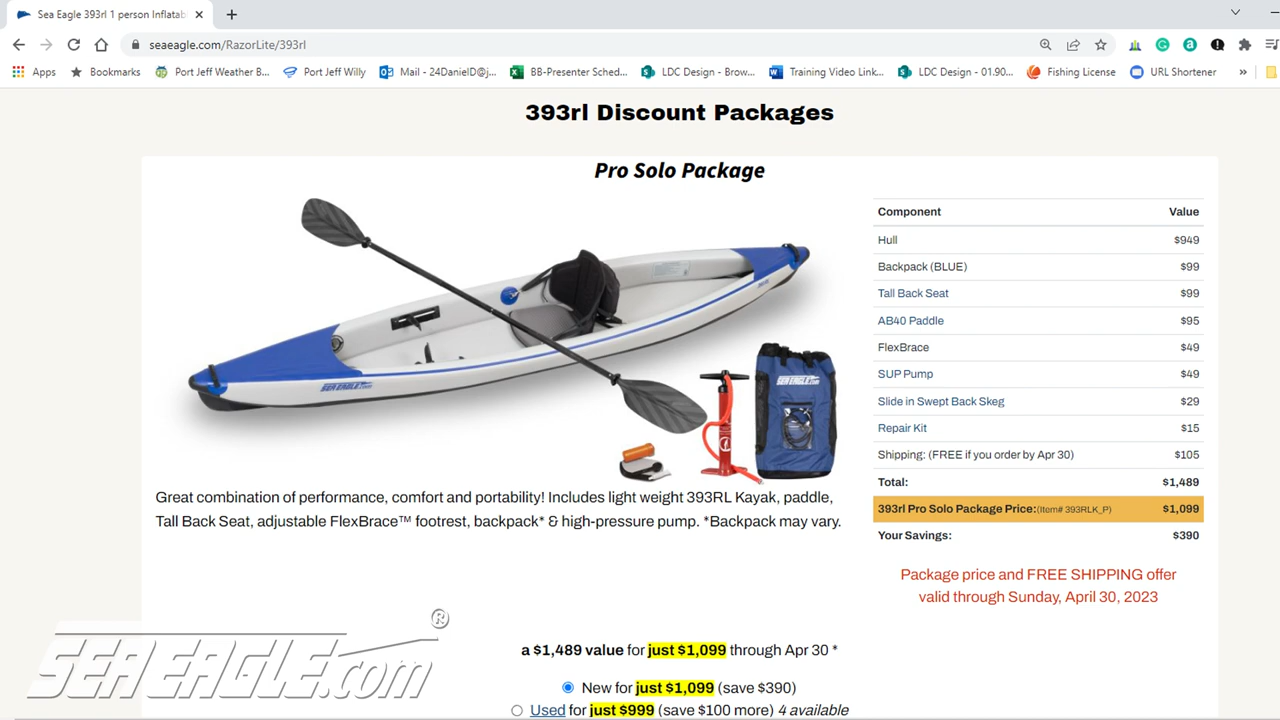 Sea Eagle 393rl 1 person Inflatab
seaeagle.com/RazorLite/393rl
Apps
Bookmarks
Port Jeff Weather B...
Port Jeff Willy
Mail - 24DanielD@j...
BB-Presenter Sched...
LDC Design - Brow...
Training Video Link...
LDC Design - 01.90...
Fishing License
URL Shortener
»
393rl Discount Packages
Pro Solo Package
Component Value
Hull $949
Backpack (BLUE) $99
Tall Back Seat $99
AB40 Paddle $95
FlexBrace $49
SUP Pump $49
Slide in Swept Back Skeg $29
Repair Kit $15
Shipping: (FREE if you order by Apr 30) $105
Total: $1,489
393rl Pro Solo Package Price:(Item# 393RLK_P) $1,099
Your Savings: $390
SEA EAGLE.com
SEA EAGLE.com
Great combination of performance, comfort and portability! Includes light weight 393RL Kayak, paddle,
Tall Back Seat, adjustable FlexBrace™ footrest, backpack* & high-pressure pump. *Backpack may vary.
Package price and FREE SHIPPING offer
valid through Sunday, April 30, 2023
a $1,489 value for just $1,099 through Apr 30 *
New for just $1,099 (save $390)
Used for just $999 (save $100 more) 4 available
SEA EAGLE.com®